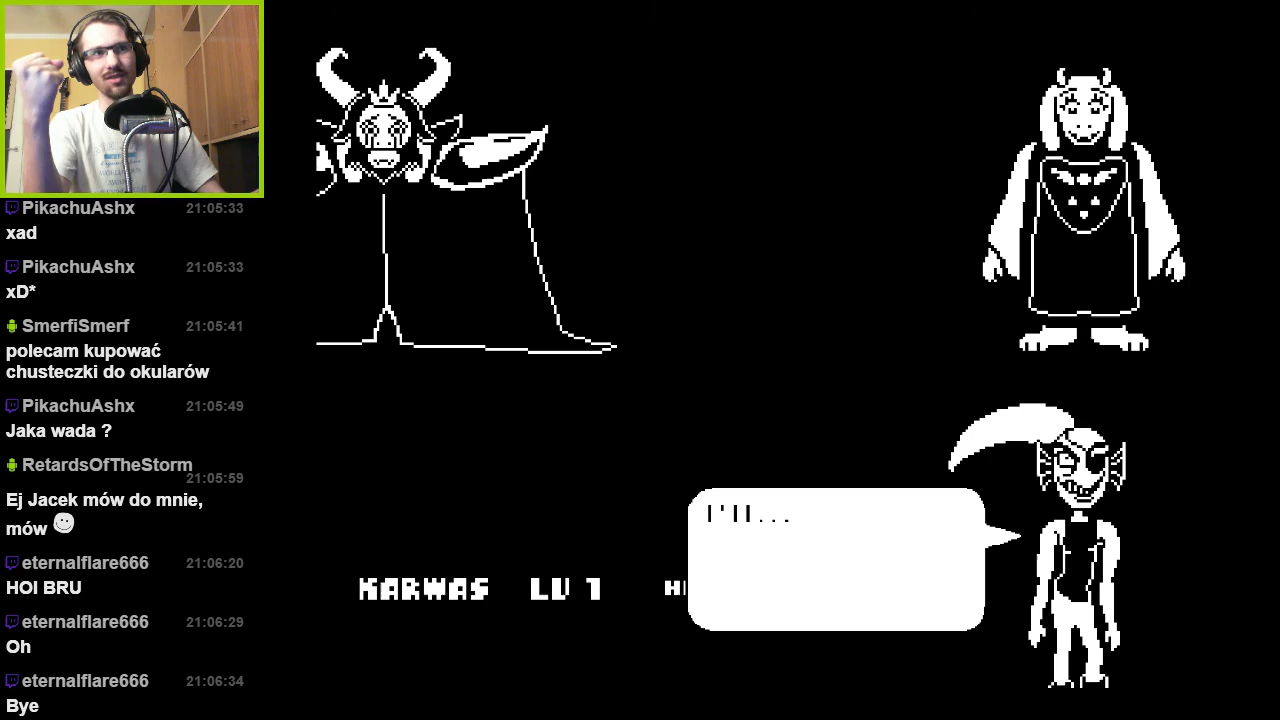 PikachuAshx 21:05:33
xad
PikachuAshx 21:05:33
xD*
SmerfiSmerf 21:05:41
polecam kupować
chusteczki do okularów
PikachuAshx 21:05:49
Jaka wada ?
RetardsOfTheStorm
21:05:59
Ej Jacek mów do mnie,
mów
eternalflare666 21:06:20
HOI BRU
eternalflare666 21:06:29
Oh
eternalflare666 21:06:34
Bye
I'll...
KARWAS LV 1 H